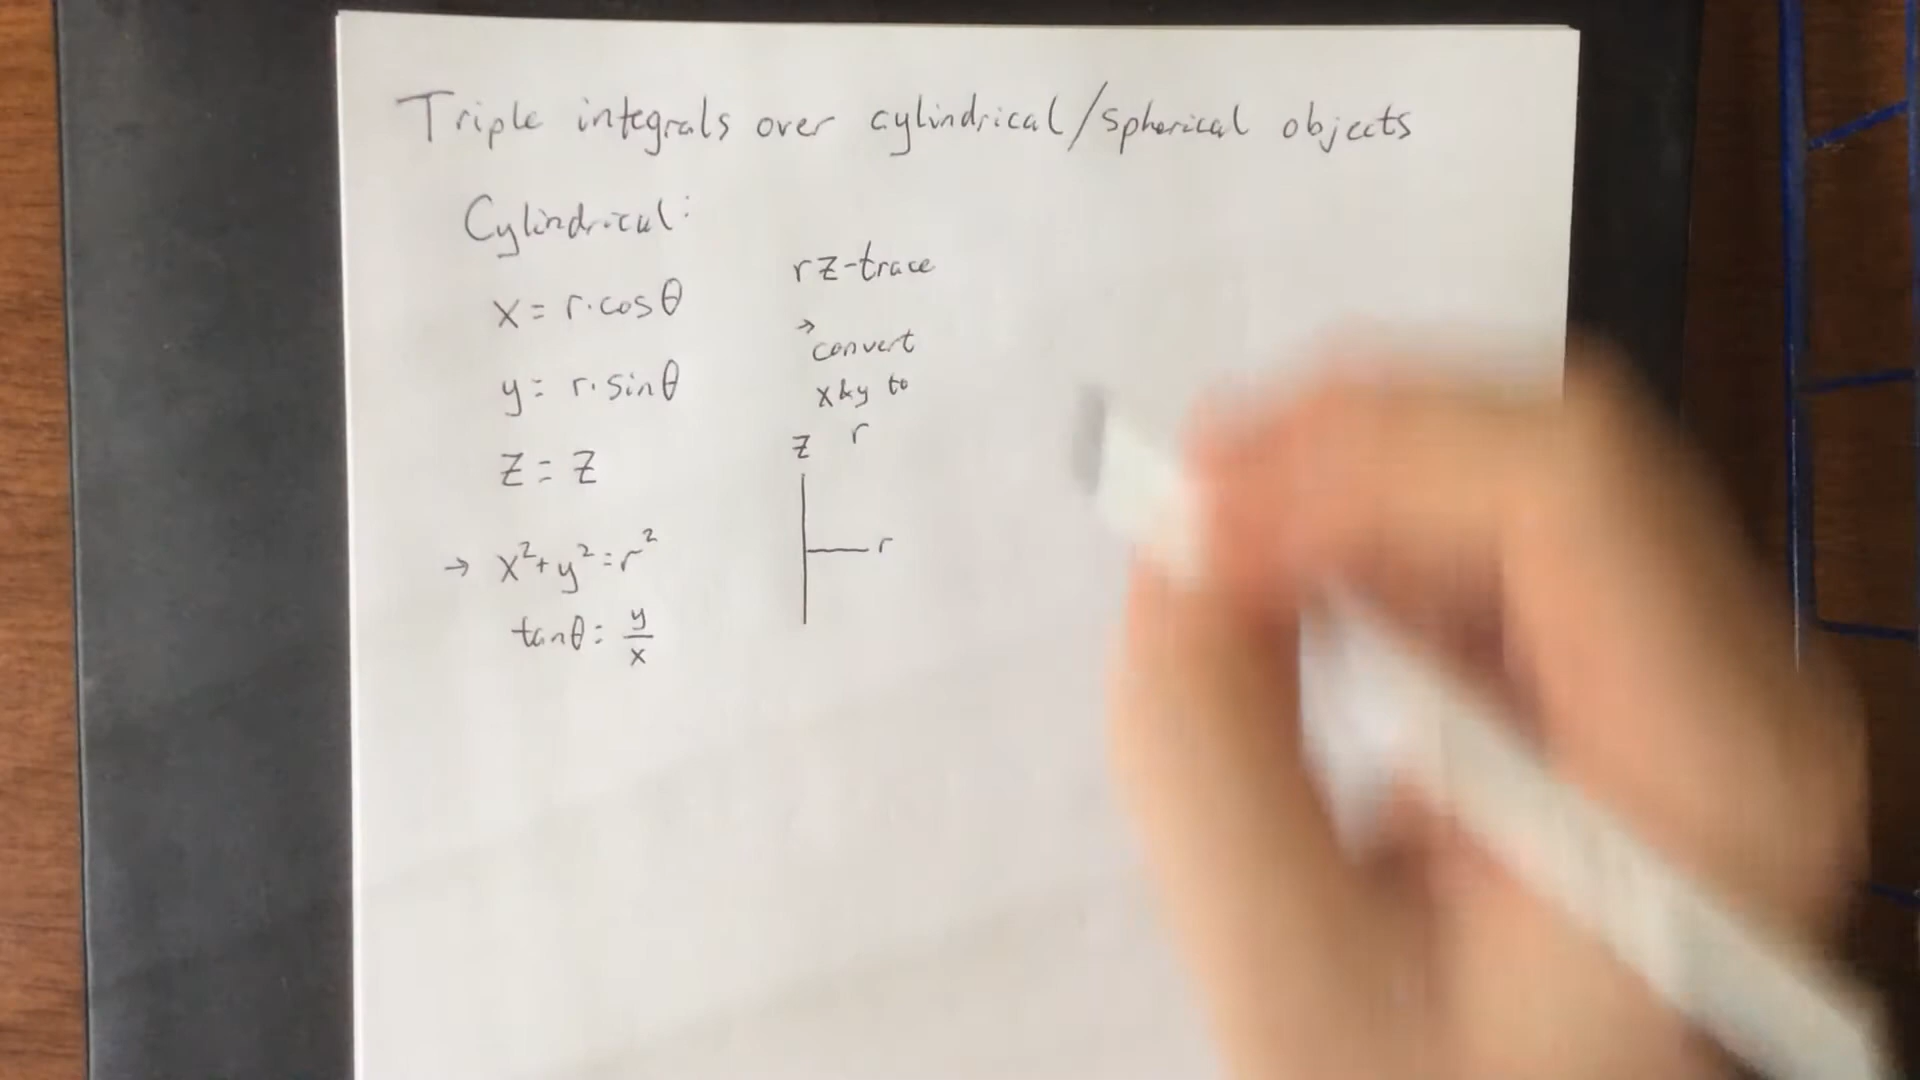 Triple integrals over cylindrical/spherical objects
Cylindrical:
x = r·cosθ
y = r·sinθ
z = z
→ x²+y²=r²
tanθ = y/x
rz-trace
→
convert
x&y to
r
z
r